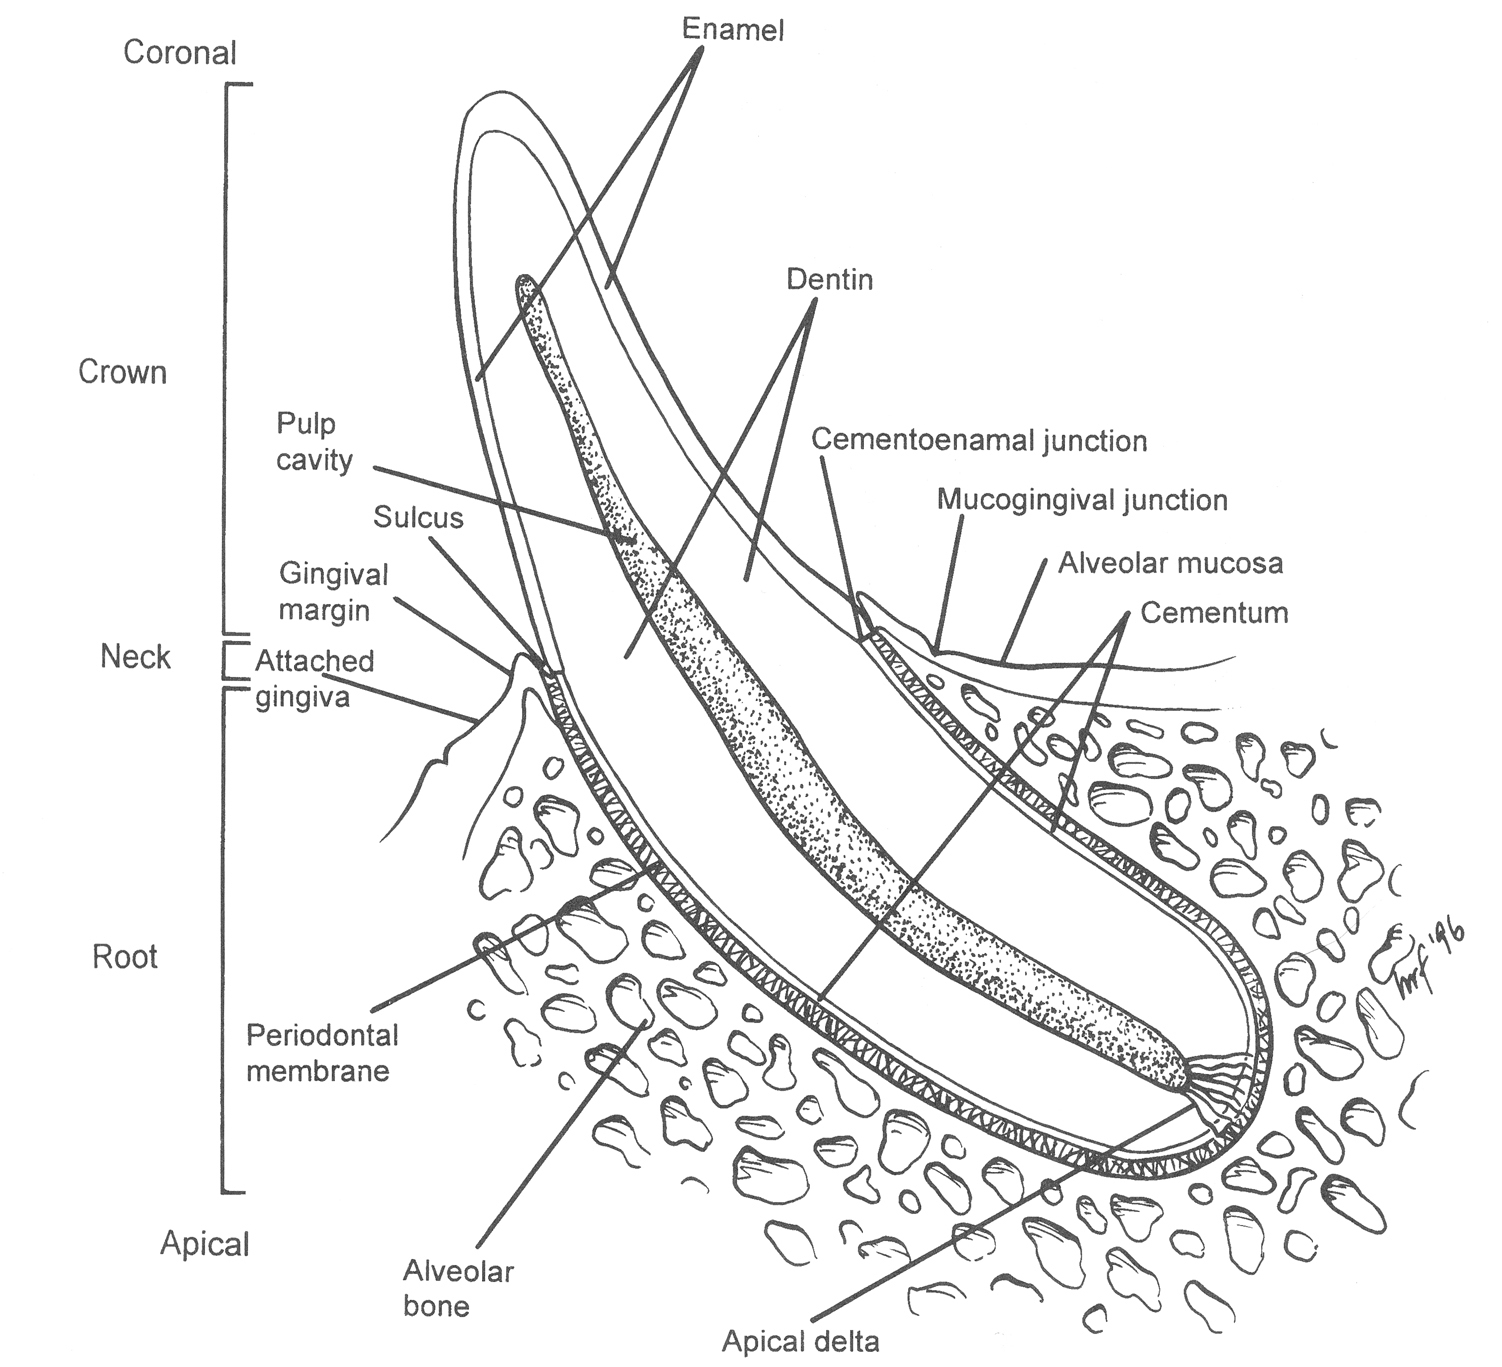 Enamel
Coronal
Dentin
Crown
Pulp
cavity
Cementoenamal junction
Mucogingival junction
Sulcus
Alveolar mucosa
Gingival
margin
Cementum
Neck
Attached
gingiva
Root
'96
Periodontal
membrane
Apical
Alveolar
bone
Apical delta